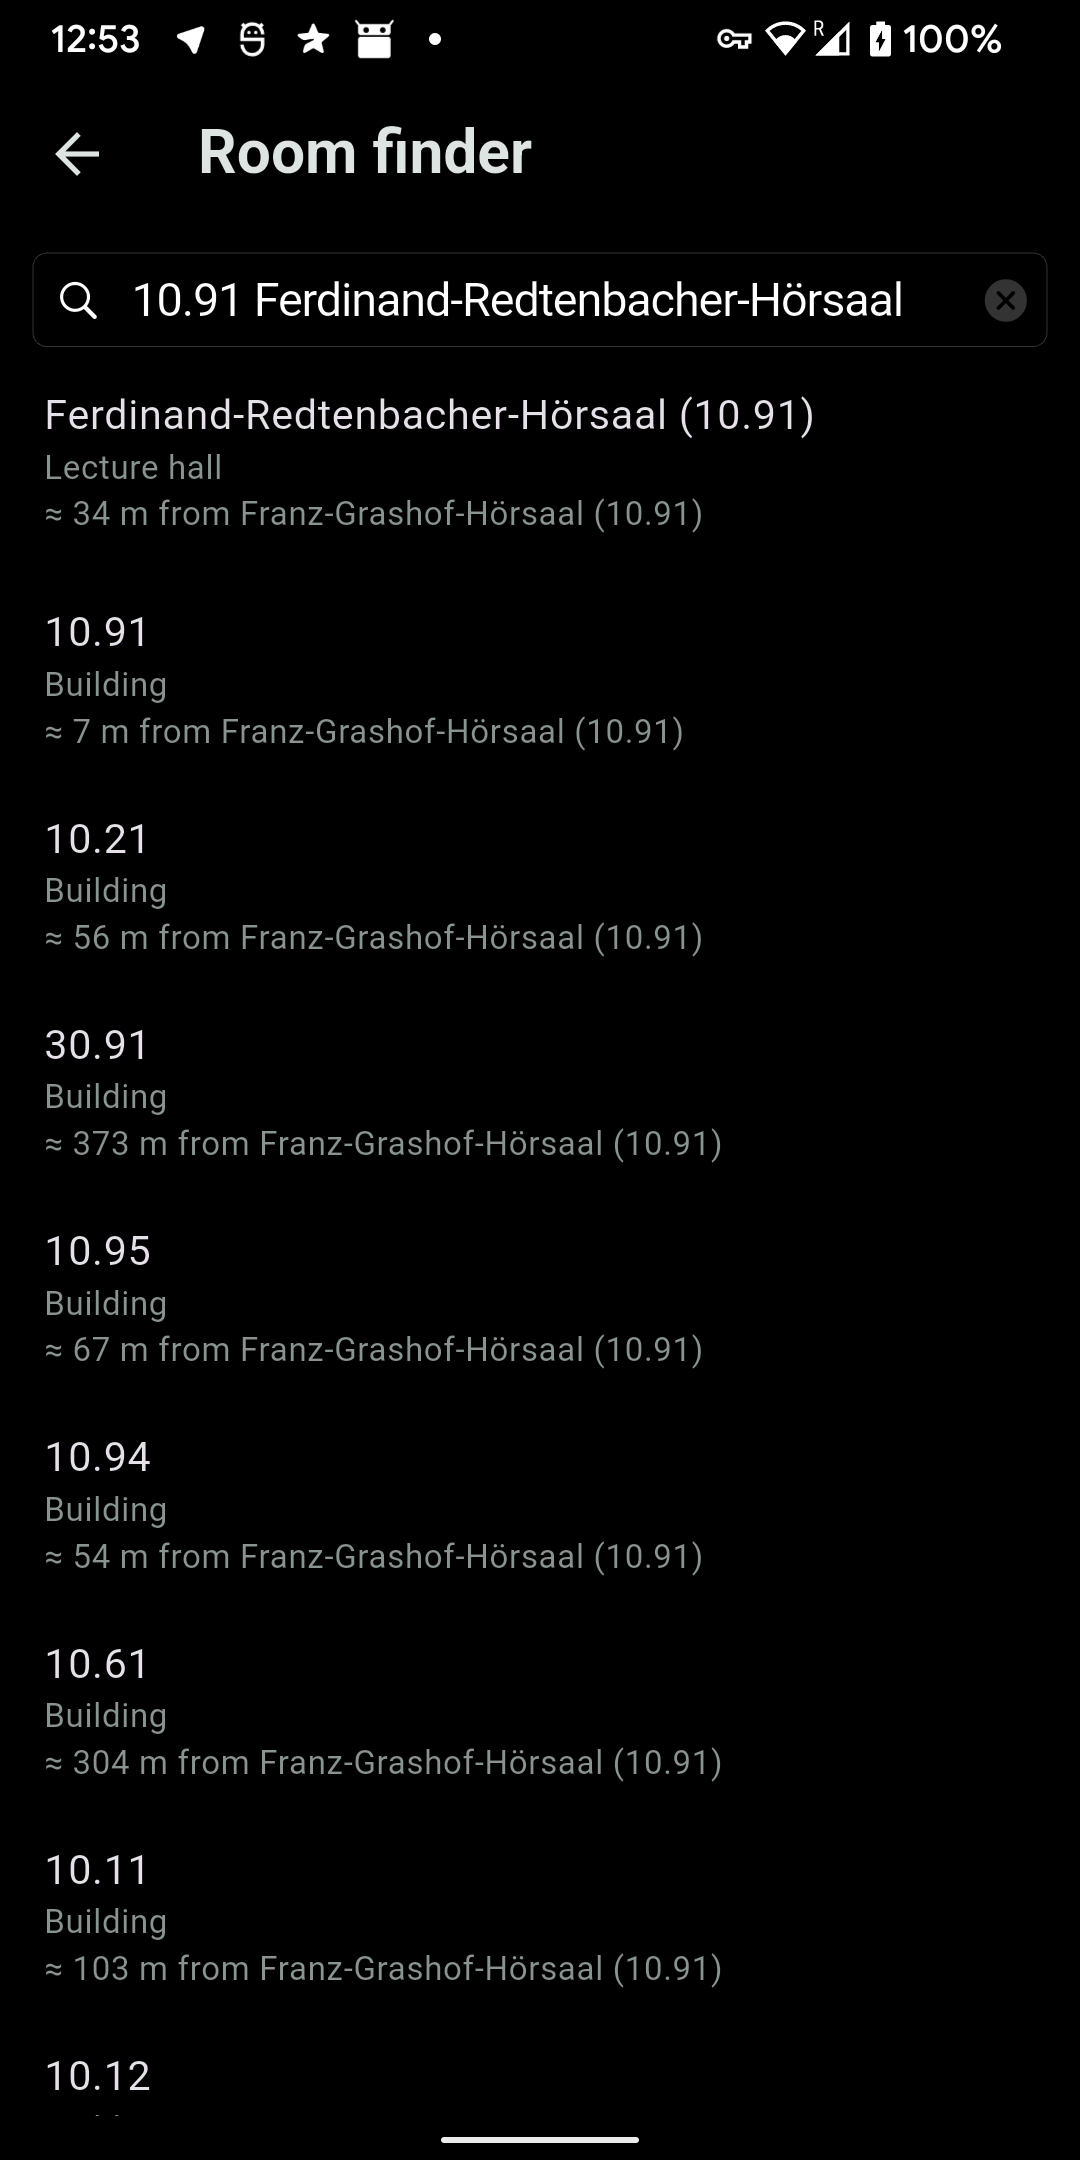 12:53
R
100%
Room finder
10.91 Ferdinand-Redtenbacher-Hörsaal
Ferdinand-Redtenbacher-Hörsaal (10.91)
Lecture hall
≈ 34 m from Franz-Grashof-Hörsaal (10.91)
10.91
Building
≈ 7 m from Franz-Grashof-Hörsaal (10.91)
10.21
Building
≈ 56 m from Franz-Grashof-Hörsaal (10.91)
30.91
Building
≈ 373 m from Franz-Grashof-Hörsaal (10.91)
10.95
Building
≈ 67 m from Franz-Grashof-Hörsaal (10.91)
10.94
Building
≈ 54 m from Franz-Grashof-Hörsaal (10.91)
10.61
Building
≈ 304 m from Franz-Grashof-Hörsaal (10.91)
10.11
Building
≈ 103 m from Franz-Grashof-Hörsaal (10.91)
10.12